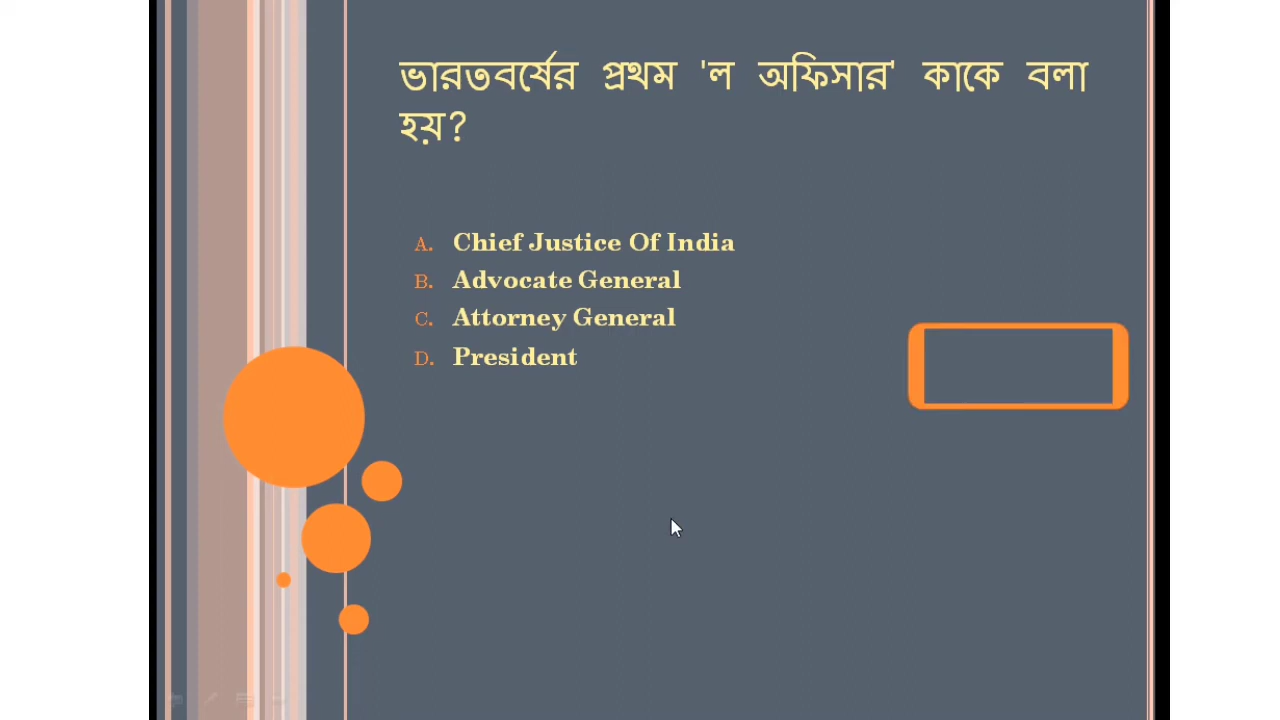 ভারতবর্ষের প্রথম 'ল অফিসার' কাকে বলা
হয়?
A. Chief Justice Of India
B. Advocate General
C. Attorney General
D. President